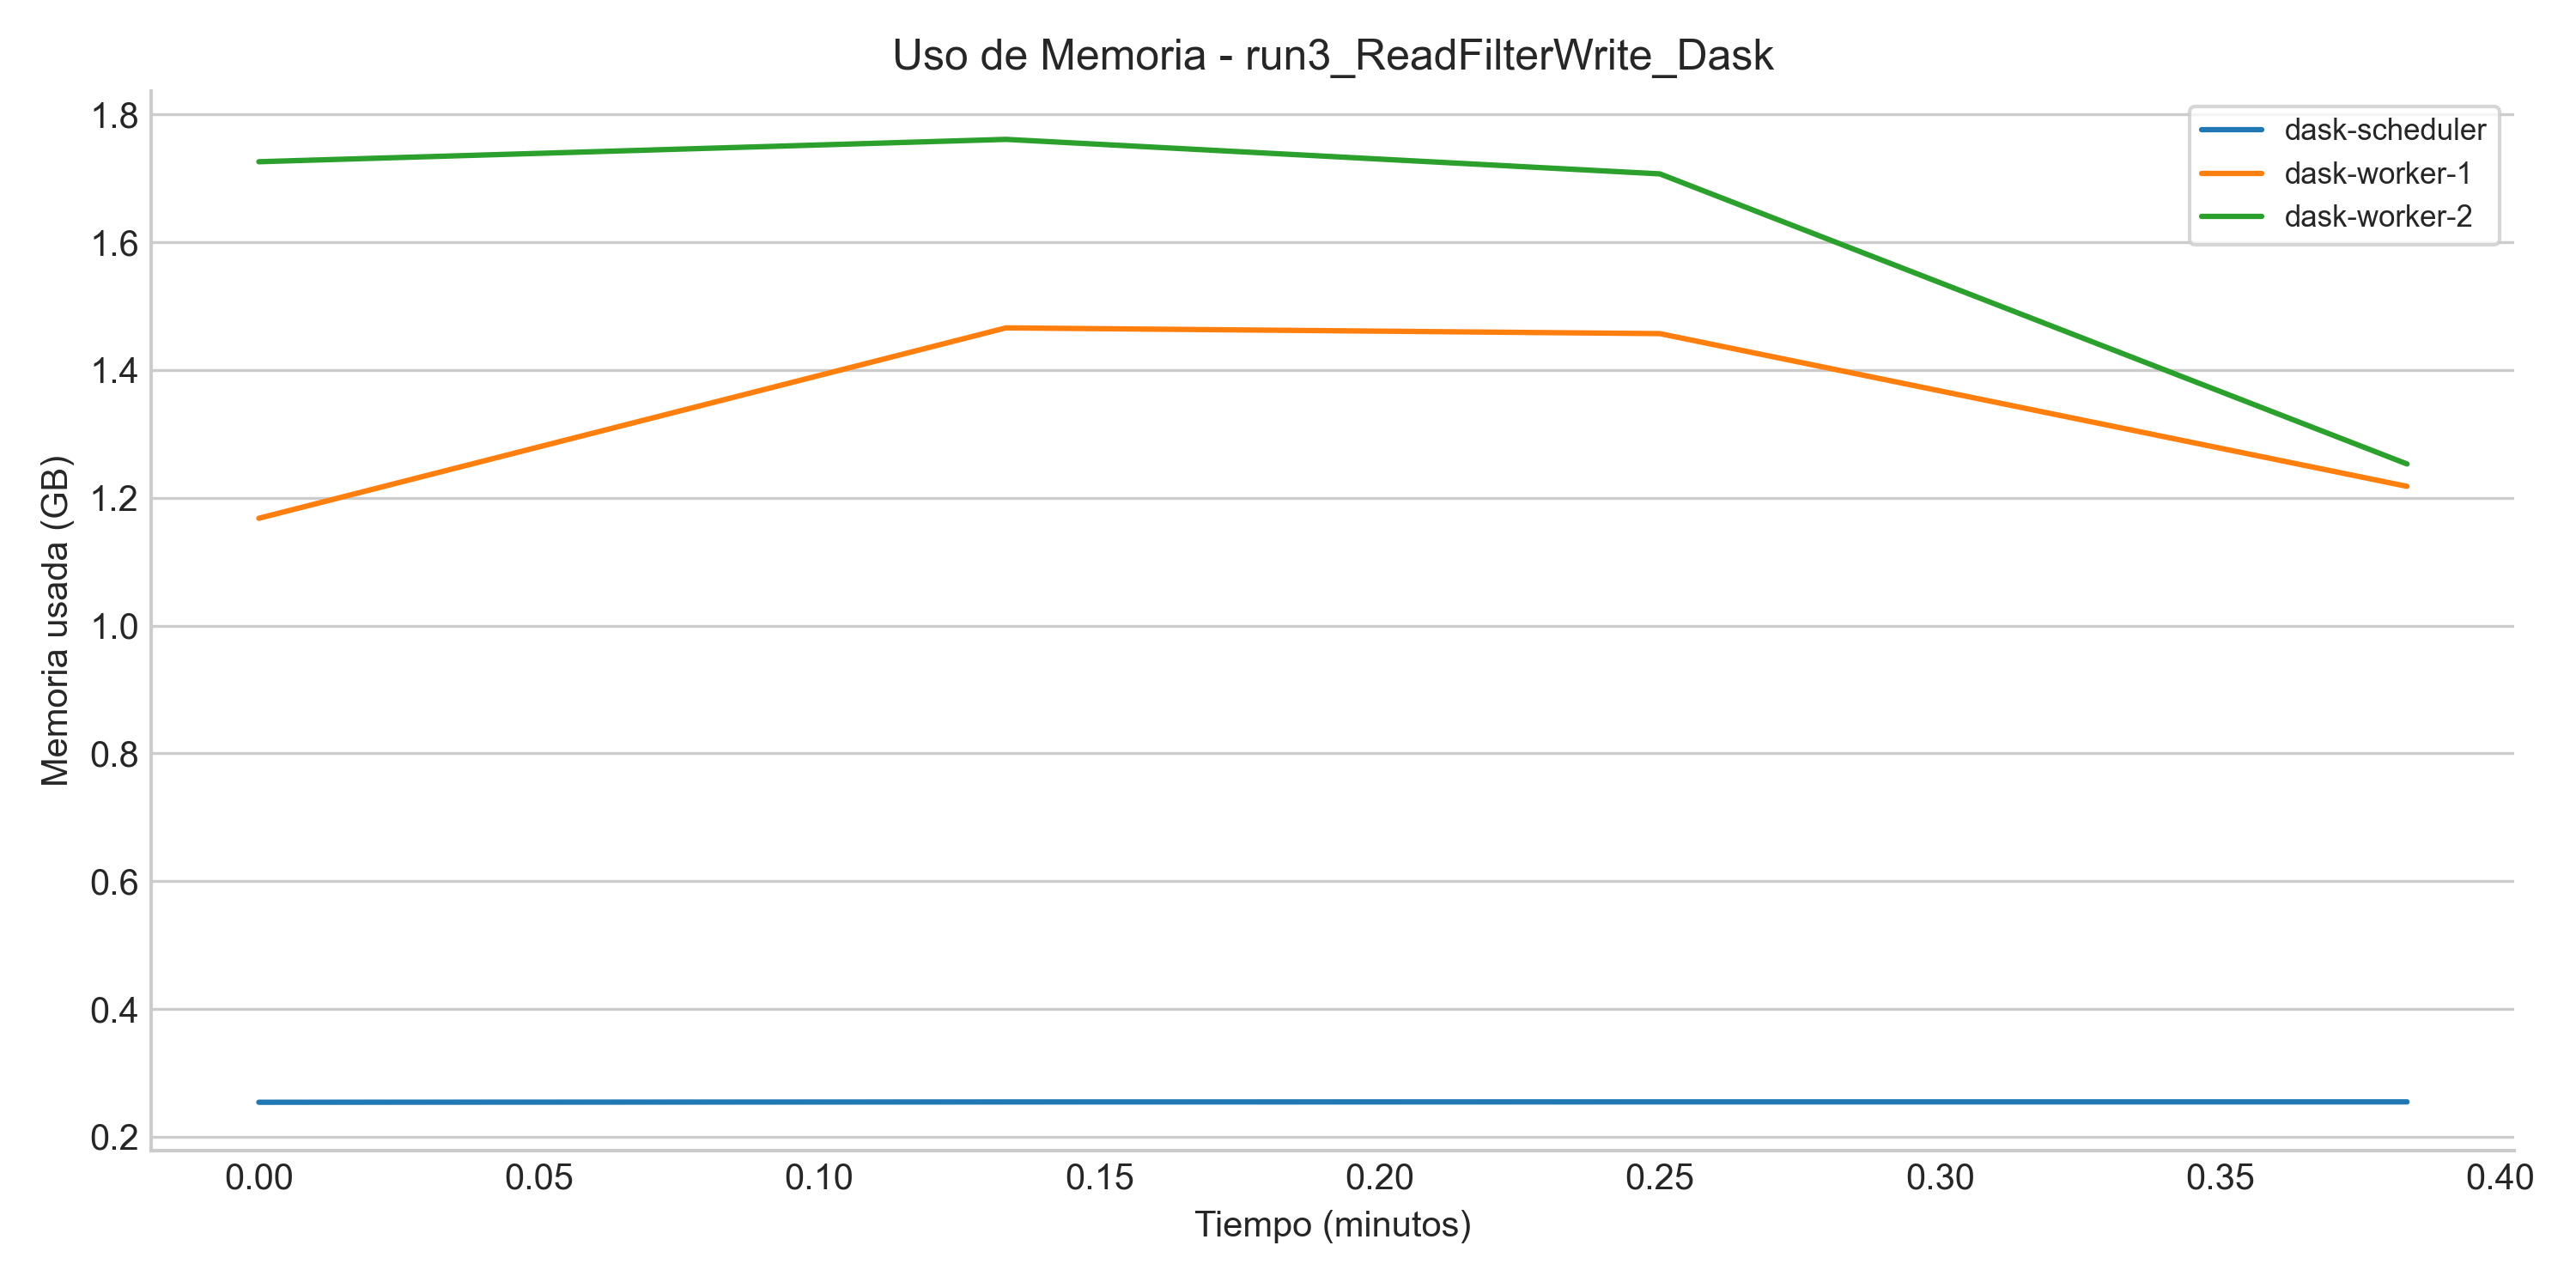 Uso de Memoria - run3_ReadFilterWrite_Dask
dask-scheduler
dask-worker-1
dask-worker-2
Memoria usada (GB)
1.8
1.6
1.4
1.2
1.0
0.8
0.6
0.4
0.2
0.00 0.05 0.10 0.15 0.20 0.25 0.30 0.35 0.40
Tiempo (minutos)